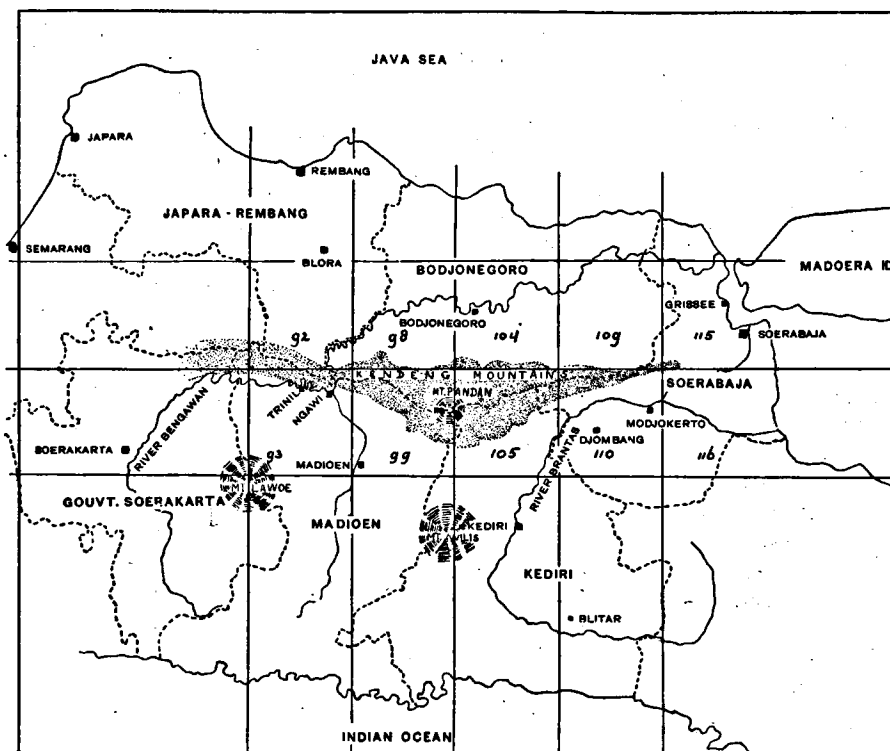 JAVA SEA
JAPARA
REMBANG
JAPARA - REMBANG
SEMARANG
BLORA
BODJONEGORO
MADOERA ID
GRISSEE
BODJONEGORO
92
98
104
109
115
SOERABAJA
KENDENG MOUNTAINS
SOERABAJA
TRINIL
NGAWI
MT. PANDAN
RIVER BENGAWAN
MODJOKERTO
DJOMBANG
SOERAKARTA
93
MADIOEN
99
105
110
116
RIVER BRANTAS
MT. LAWOE
GOUVT. SOERAKARTA
MADIOEN
KEDIRI
MT. WILIS
KEDIRI
BLITAR
INDIAN OCEAN